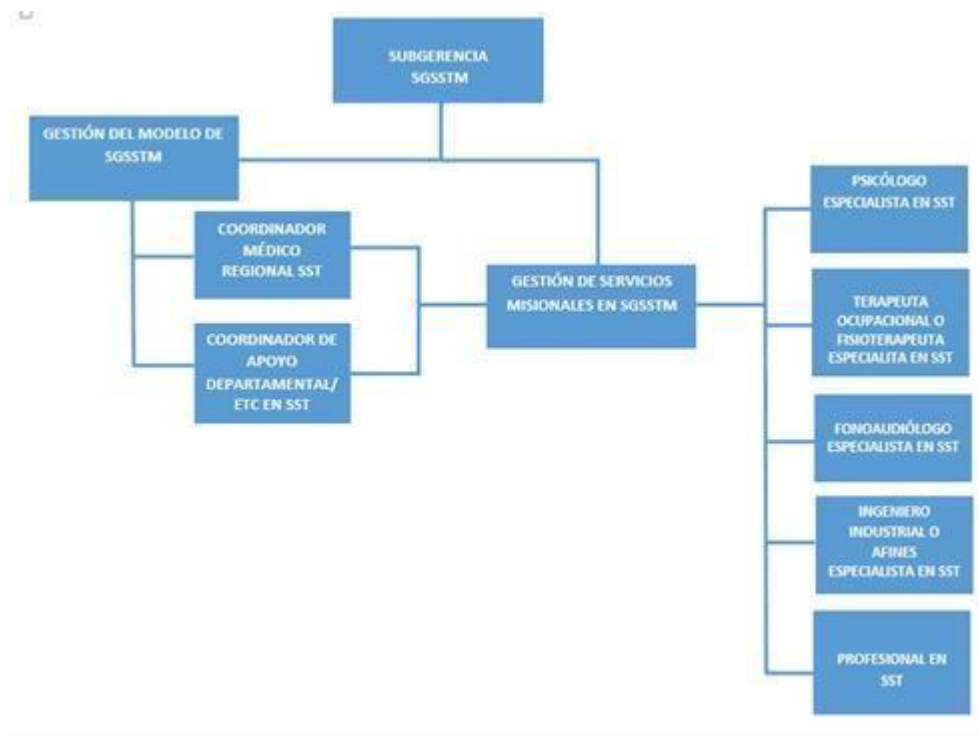 SUBGERENCIA
SGSSTM
GESTIÓN DEL MODELO DE
SGSSTM
COORDINADOR
MÉDICO
REGIONAL SST
COORDINADOR DE
APOYO
DEPARTAMENTAL/
ETC EN SST
GESTIÓN DE SERVICIOS
MISIONALES EN SGSSTM
PSICÓLOGO
ESPECIALISTA EN SST
TERAPEUTA
OCUPACIONAL O
FISIOTERAPEUTA
ESPECIALITA EN SST
FONOAUDIÓLOGO
ESPECIALISTA EN SST
INGENIERO
INDUSTRIAL O
AFINES
ESPECIALISTA EN SST
PROFESIONAL EN
SST